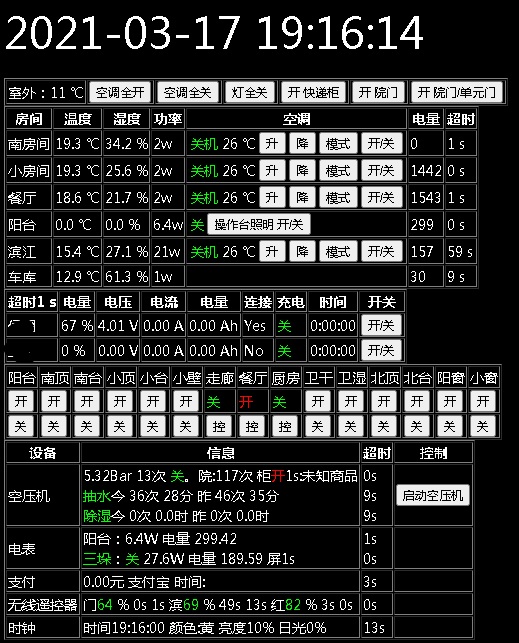 2021-03-17 19:16:14
室外：11 ℃ 空调全开 空调全关 灯全关 开 快递柜 开 院门 开 院门/单元门
房间 温度 湿度 功率 空调 电量 超时
南房间 19.3 ℃ 34.2 % 2w 关机 26 ℃ 升 降 模式 开/关 0 1 s
小房间 19.3 ℃ 25.6 % 2w 关机 26 ℃ 升 降 模式 开/关 1442 0 s
餐厅 18.6 ℃ 21.7 % 2w 关机 26 ℃ 升 降 模式 开/关 1543 1 s
阳台 0.0 ℃ 0.0 % 6.4w 关 操作台照明 开/关 299 0 s
滨江 15.4 ℃ 27.1 % 21w 关机 26 ℃ 升 降 模式 开/关 157 59 s
车库 12.9 ℃ 61.3 % 1w 30 9 s
超时1 s 电量 电压 电流 电量 连接 充电 时间 开关
67 % 4.01 V 0.00 A 0.00 Ah Yes 关 0:00:00 开/关
0 % 0.00 V 0.00 A 0.00 Ah No 关 0:00:00 开/关
阳台 南顶 南台 小顶 小台 小壁 走廊 餐厅 厨房 卫干 卫湿 北顶 北台 阳窗 小窗
开 开 开 开 开 开 关 开 关 开 开 开 开 开 开
关 关 关 关 关 关 控 控 控 关 关 关 关 关 关
设备 信息 超时 控制
空压机 5.32Bar 13次 关。院:117次 柜开1s:未知商品 0s 启动空压机
抽水今 36次 28分 昨 46次 35分 9s
除湿今 0次 0.0时 昨 0次 0.0时 9s
电表 阳台：6.4W 电量 299.42 1s
三垛：关 27.6W 电量 189.59 屏1s 0s
支付 0.00元 支付宝 时间: 3s
无线遥控器 门64 % 0s 1s 滨69 % 49s 13s 红82 % 3s 0s 0s
时钟 时间19:16:00 颜色:黄 亮度10% 日光0% 13s